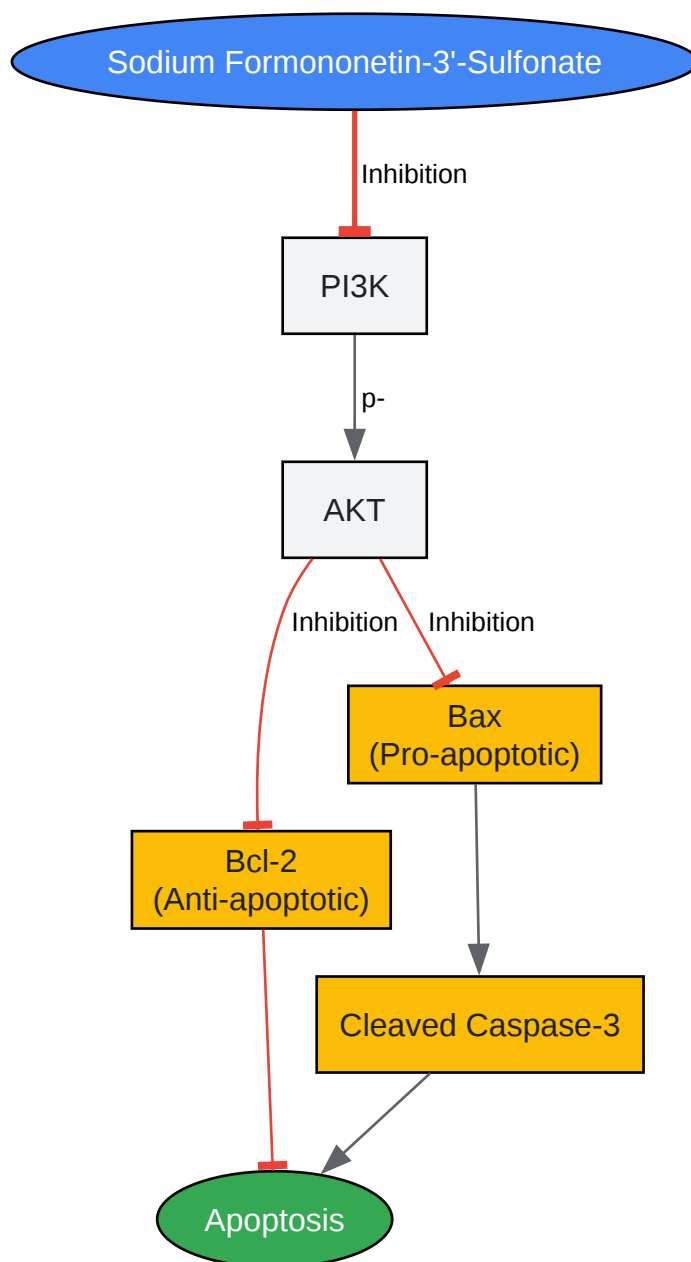 Sodium Formononetin-3'-Sulfonate
Inhibition
PI3K
p-
AKT
Inhibition
Inhibition
Bax
(Pro-apoptotic)
Bcl-2
(Anti-apoptotic)
Cleaved Caspase-3
Apoptosis